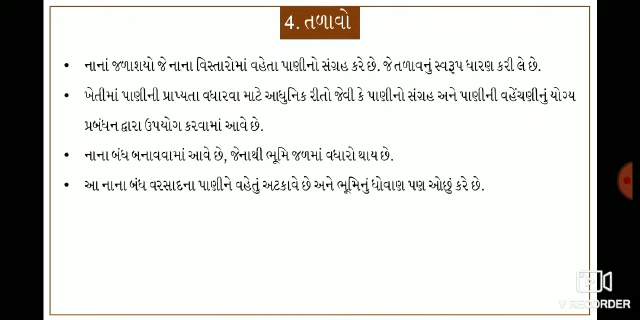 4. તળાવો
• નાનાં જળાશયો જે નાના વિસ્તારોમાં વહેતા પાણીનો સંગ્રહ કરે છે. જે તળાવનું સ્વરૂપ ધારણ કરી લે છે.
• ખેતીમાં પાણીની પ્રાપ્યતા વધારવા માટે આધુનિક રીતો જેવી કે પાણીનો સંગ્રહ અને પાણીની વહેંચણીનું યોગ્ય
પ્રબંધન દ્વારા ઉપયોગ કરવામાં આવે છે.
• નાના બંધ બનાવવામાં આવે છે, જેનાથી ભૂમિ જળમાં વધારો થાય છે.
• આ નાના બંધ વરસાદના પાણીને વહેતું અટકાવે છે અને ભૂમિનું ધોવાણ પણ ઓછું કરે છે.
V RECORDER